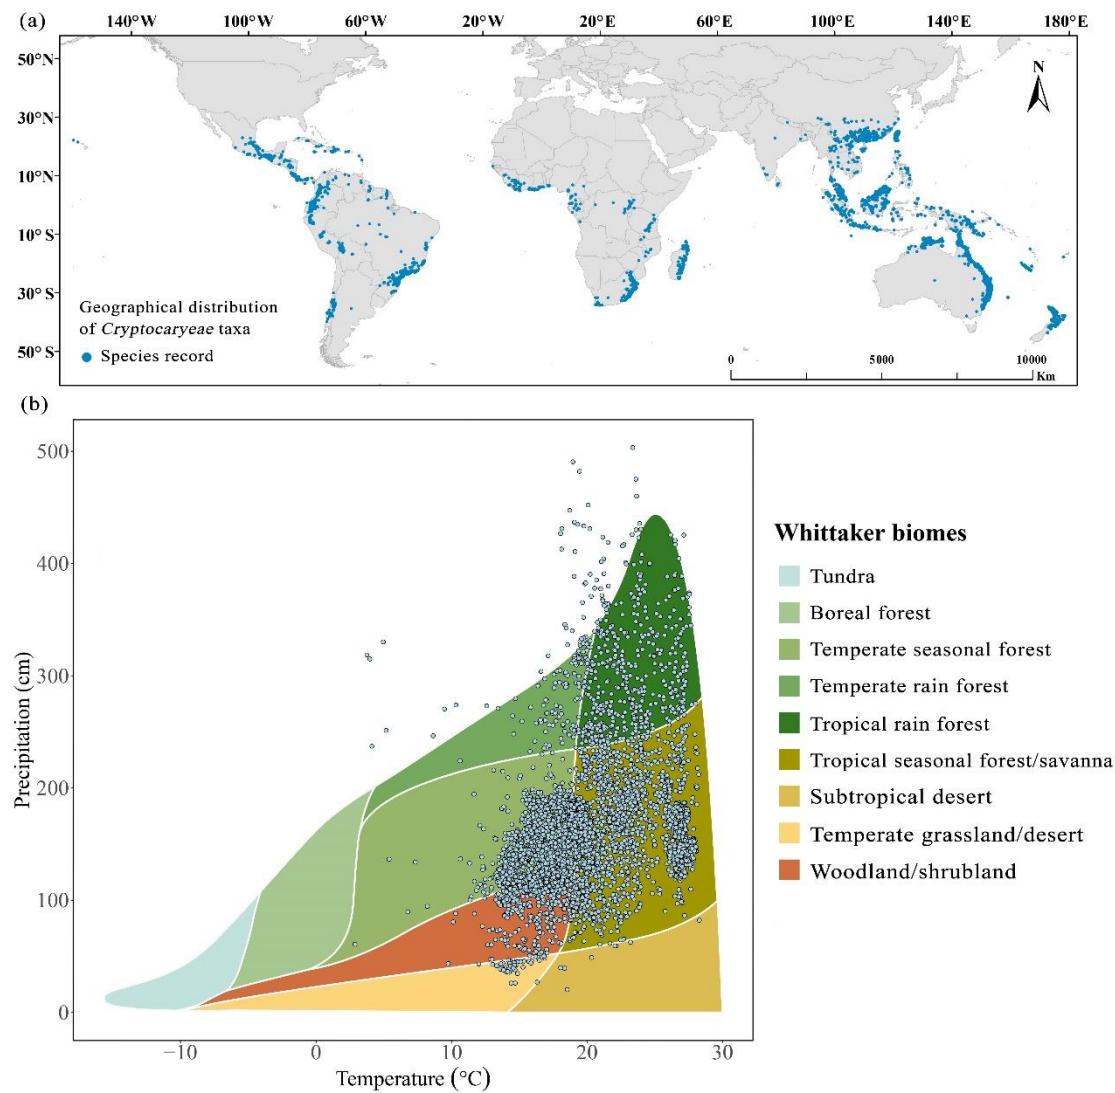 (a)
140°W 100°W 60°W 20°W 20°E 60°E 100°E 140°E 180°E
50°N
30°N
10°N
10°S
30°S
50°S
N
Geographical distribution
of Cryptocaryeae taxa
Species record
0 5000 10000
Km
(b)
500
400
300
200
100
0
Precipitation (cm)
−10 0 10 20 30
Temperature (°C)
Whittaker biomes
Tundra
Boreal forest
Temperate seasonal forest
Temperate rain forest
Tropical rain forest
Tropical seasonal forest/savanna
Subtropical desert
Temperate grassland/desert
Woodland/shrubland